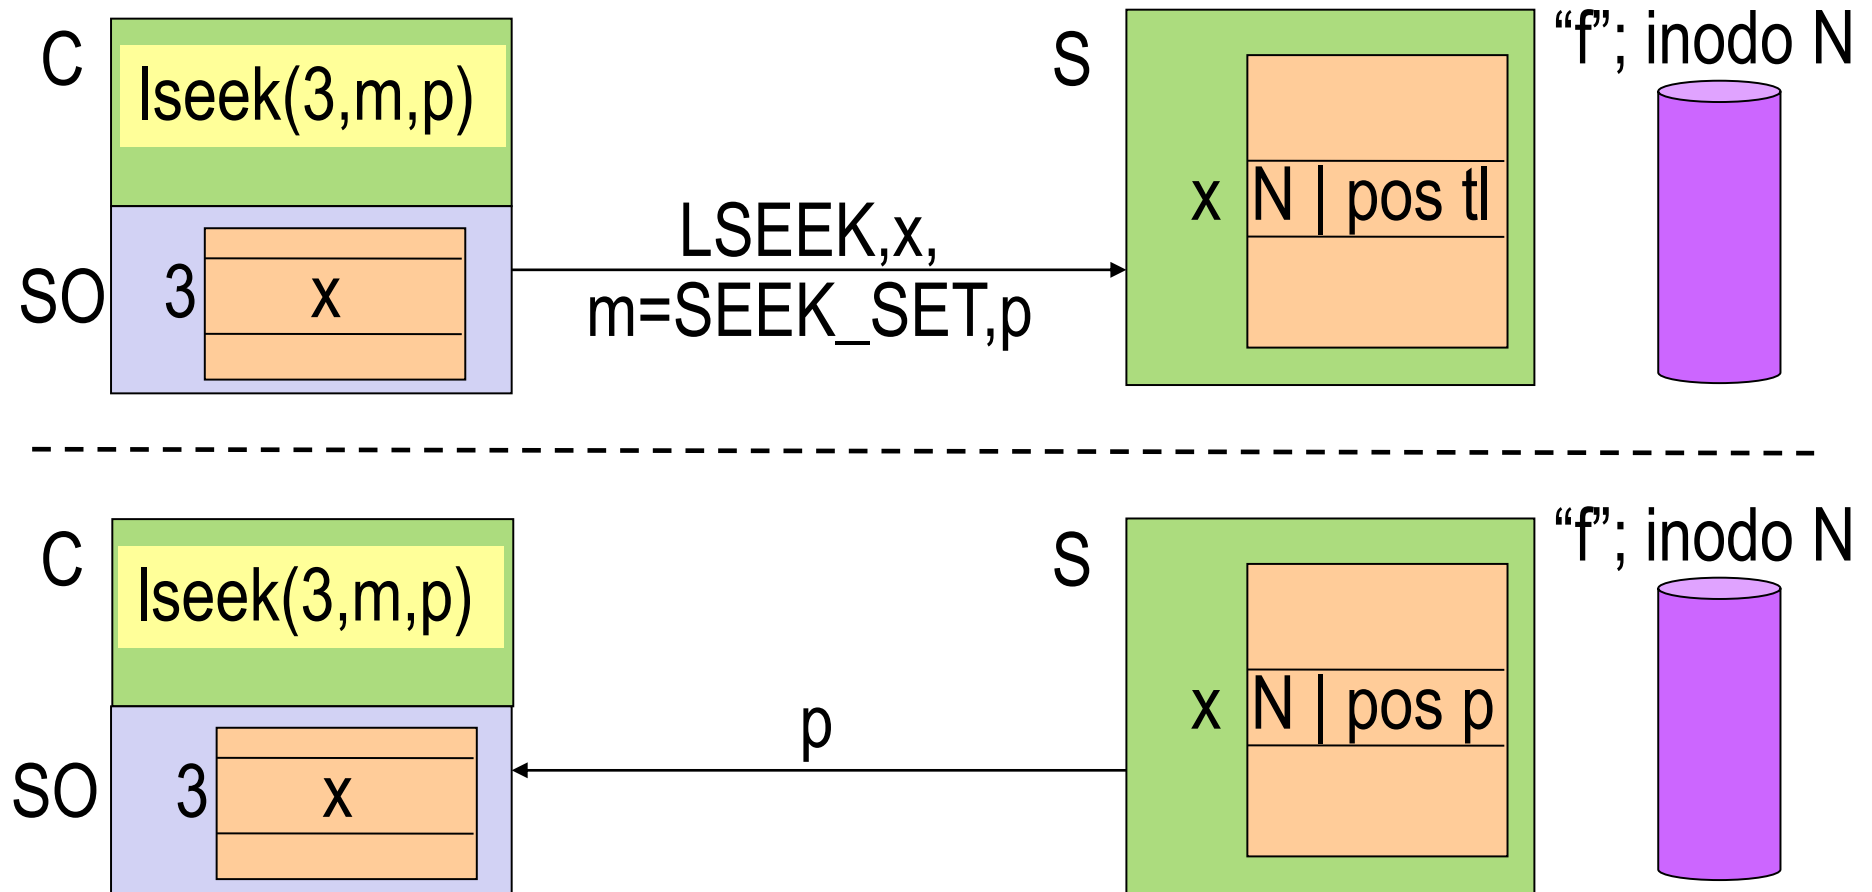 C
lseek(3,m,p)
S
“f”; inodo N
x N | pos tl
LSEEK,x,
m=SEEK_SET,p
SO
3
x
C
lseek(3,m,p)
S
“f”; inodo N
x N | pos p
p
SO
3
x